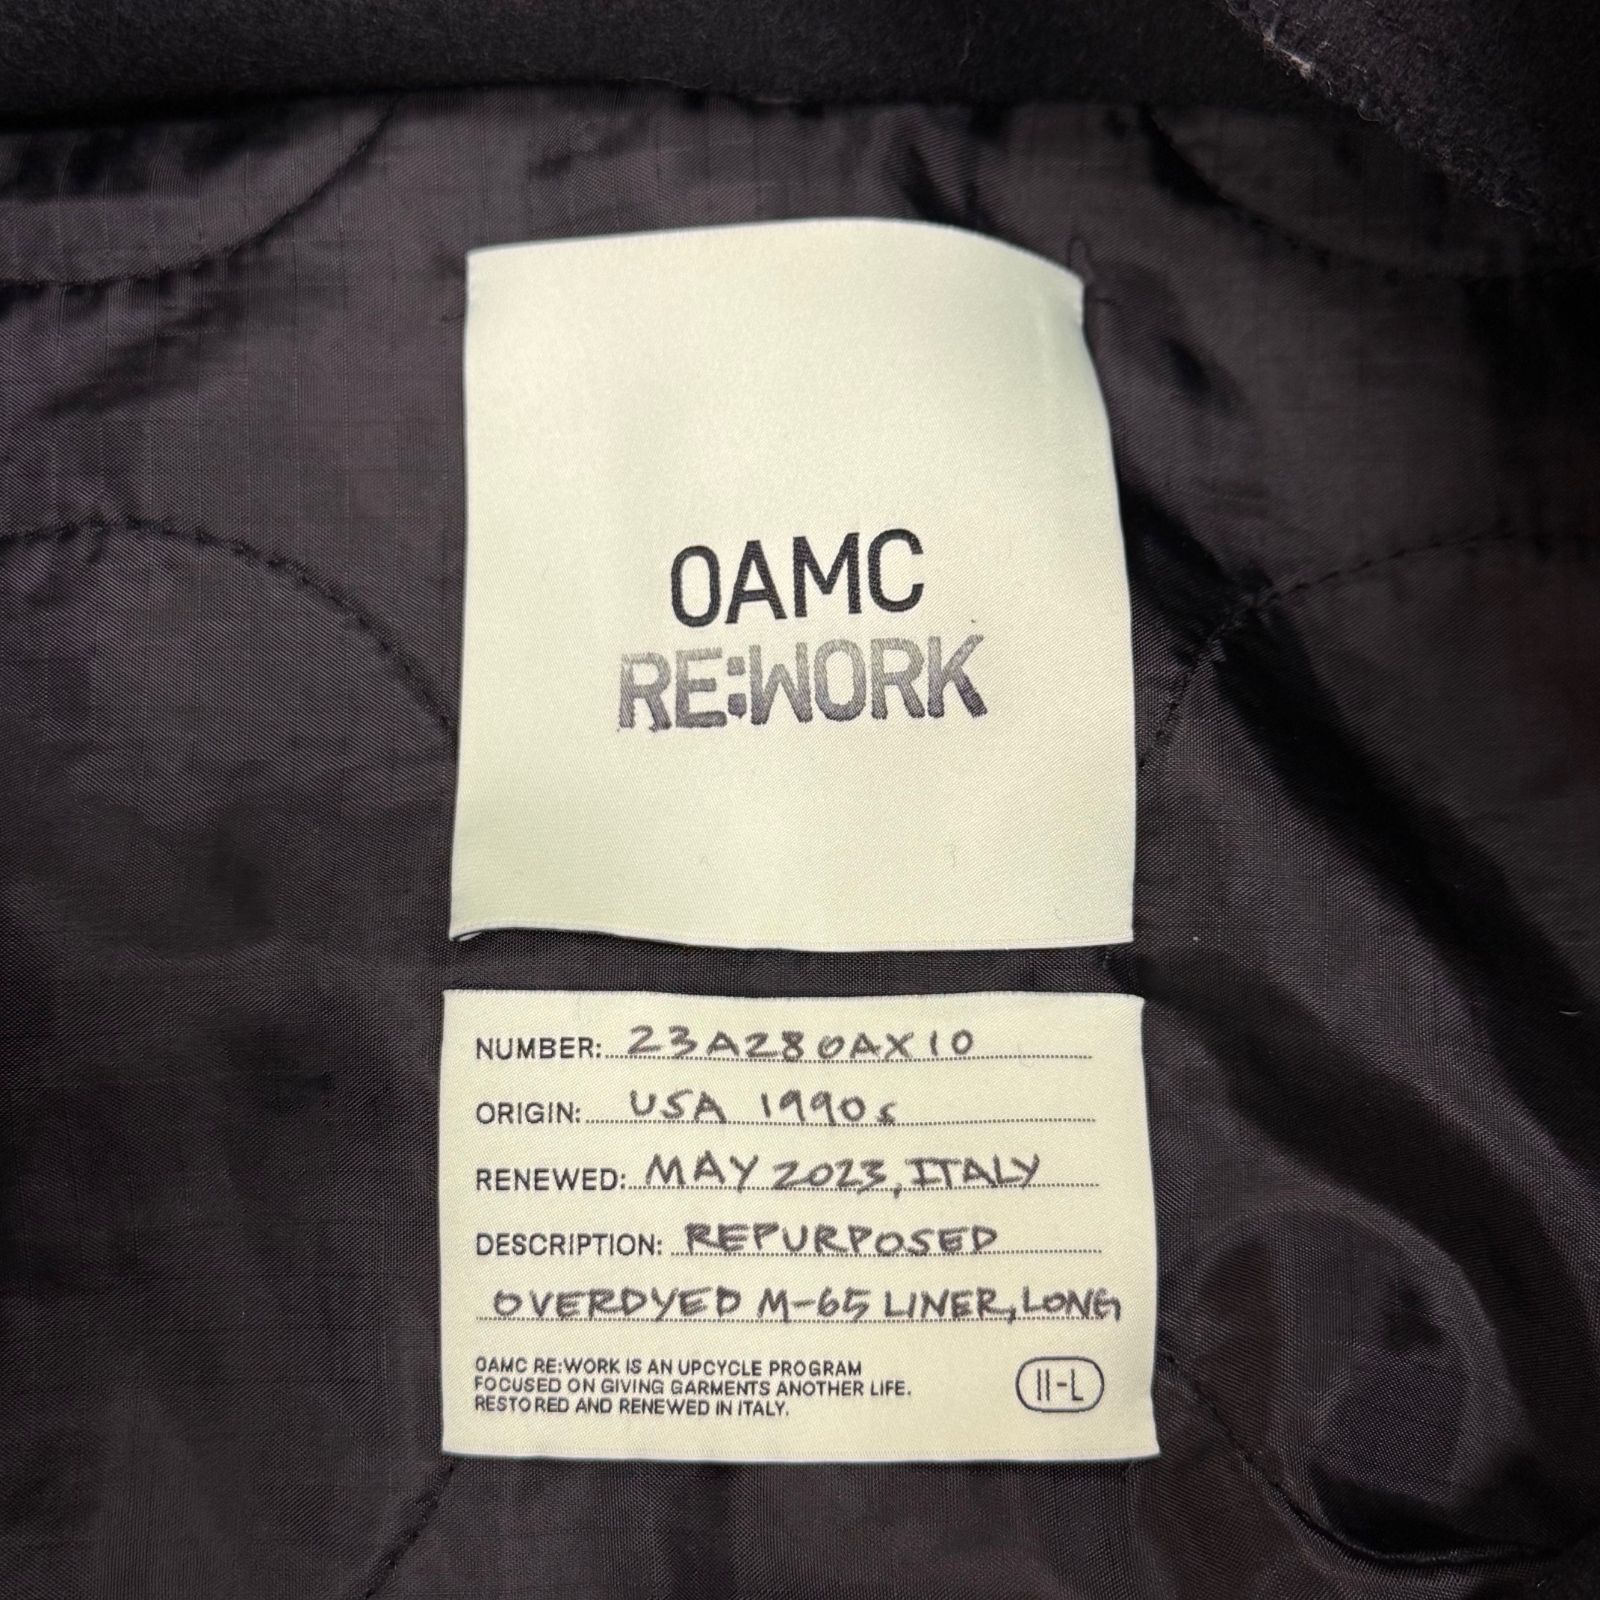 OAMC
RE:WORK
NUMBER: 23A280AX10
ORIGIN: USA 1990s
RENEWED: MAY 2023, ITALY
DESCRIPTION: REPURPOSED
OVERDYED M-65 LINER, LONG
OAMC RE:WORK IS AN UPCYCLE PROGRAM
FOCUSED ON GIVING GARMENTS ANOTHER LIFE.
RESTORED AND RENEWED IN ITALY.
II-L